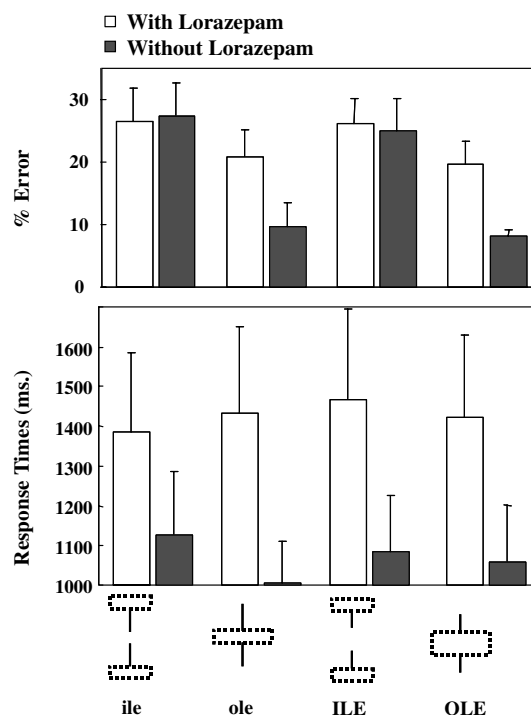 With Lorazepam
Without Lorazepam
% Error
30
20
10
0
Response Times (ms.)
1600
1500
1400
1300
1200
1100
1000
ile ole ILE OLE